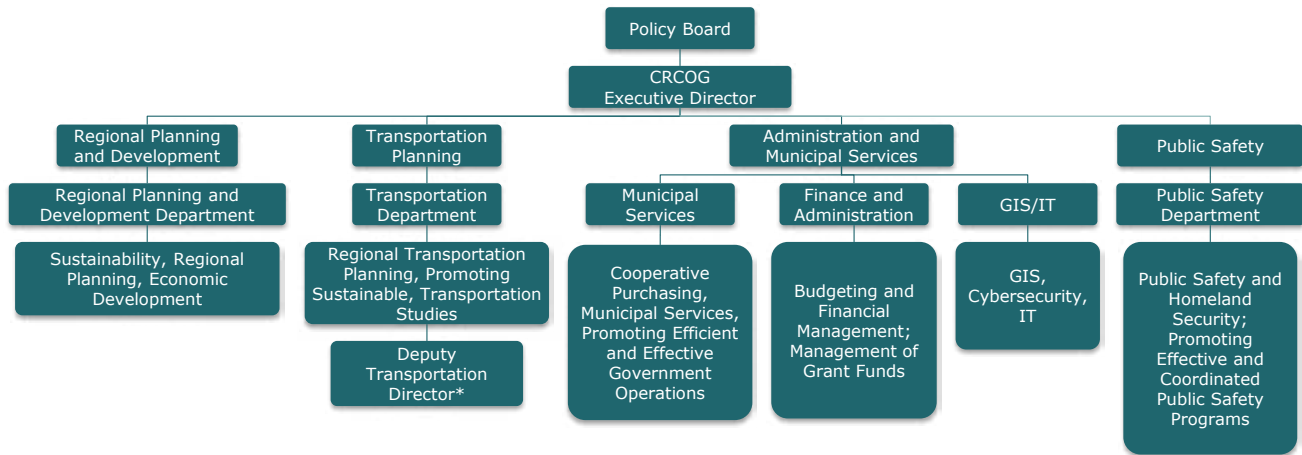 Policy Board
CRCOG
Executive Director
Regional Planning
and Development
Transportation
Planning
Administration and
Municipal Services
Public Safety
Regional Planning and
Development Department
Transportation
Department
Municipal
Services
Finance and
Administration
GIS/IT
Public Safety
Department
Sustainability, Regional
Planning, Economic
Development
Regional Transportation
Planning, Promoting
Sustainable, Transportation
Studies
Cooperative
Purchasing,
Municipal Services,
Promoting Efficient
and Effective
Government
Operations
Budgeting and
Financial
Management;
Management of
Grant Funds
GIS,
Cybersecurity,
IT
Public Safety and
Homeland
Security;
Promoting
Effective and
Coordinated
Public Safety
Programs
Deputy
Transportation
Director*